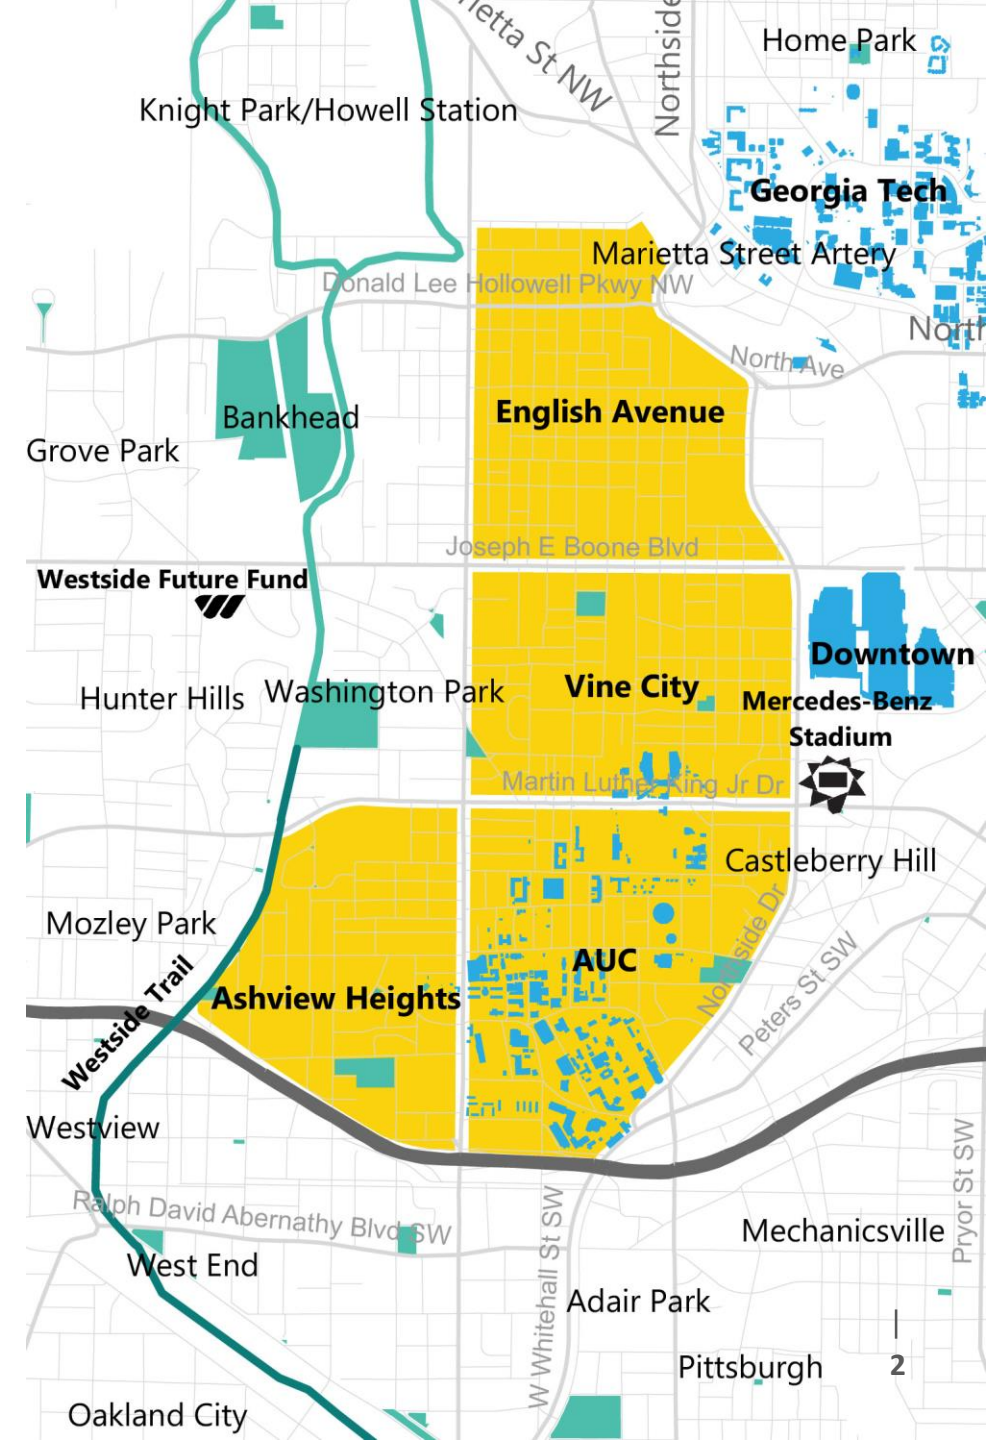 rietta St NW
Northside
Home Park
Knight Park/Howell Station
Georgia Tech
Marietta Street Artery
Donald Lee Hollowell Pkwy NW
North
North Ave
Bankhead
English Avenue
Grove Park
Joseph E Boone Blvd
Westside Future Fund
Downtown
Vine City
Hunter Hills
Washington Park
Mercedes-Benz
Stadium
Martin Luther King Jr Dr
Castleberry Hill
Mozley Park
Northside Dr
Peters St SW
AUC
Ashview Heights
Westside Trail
Westview
Pryor St SW
Ralph David Abernathy Blvd SW
W Whitehall St SW
Mechanicsville
West End
Adair Park
|
2
Pittsburgh
Oakland City